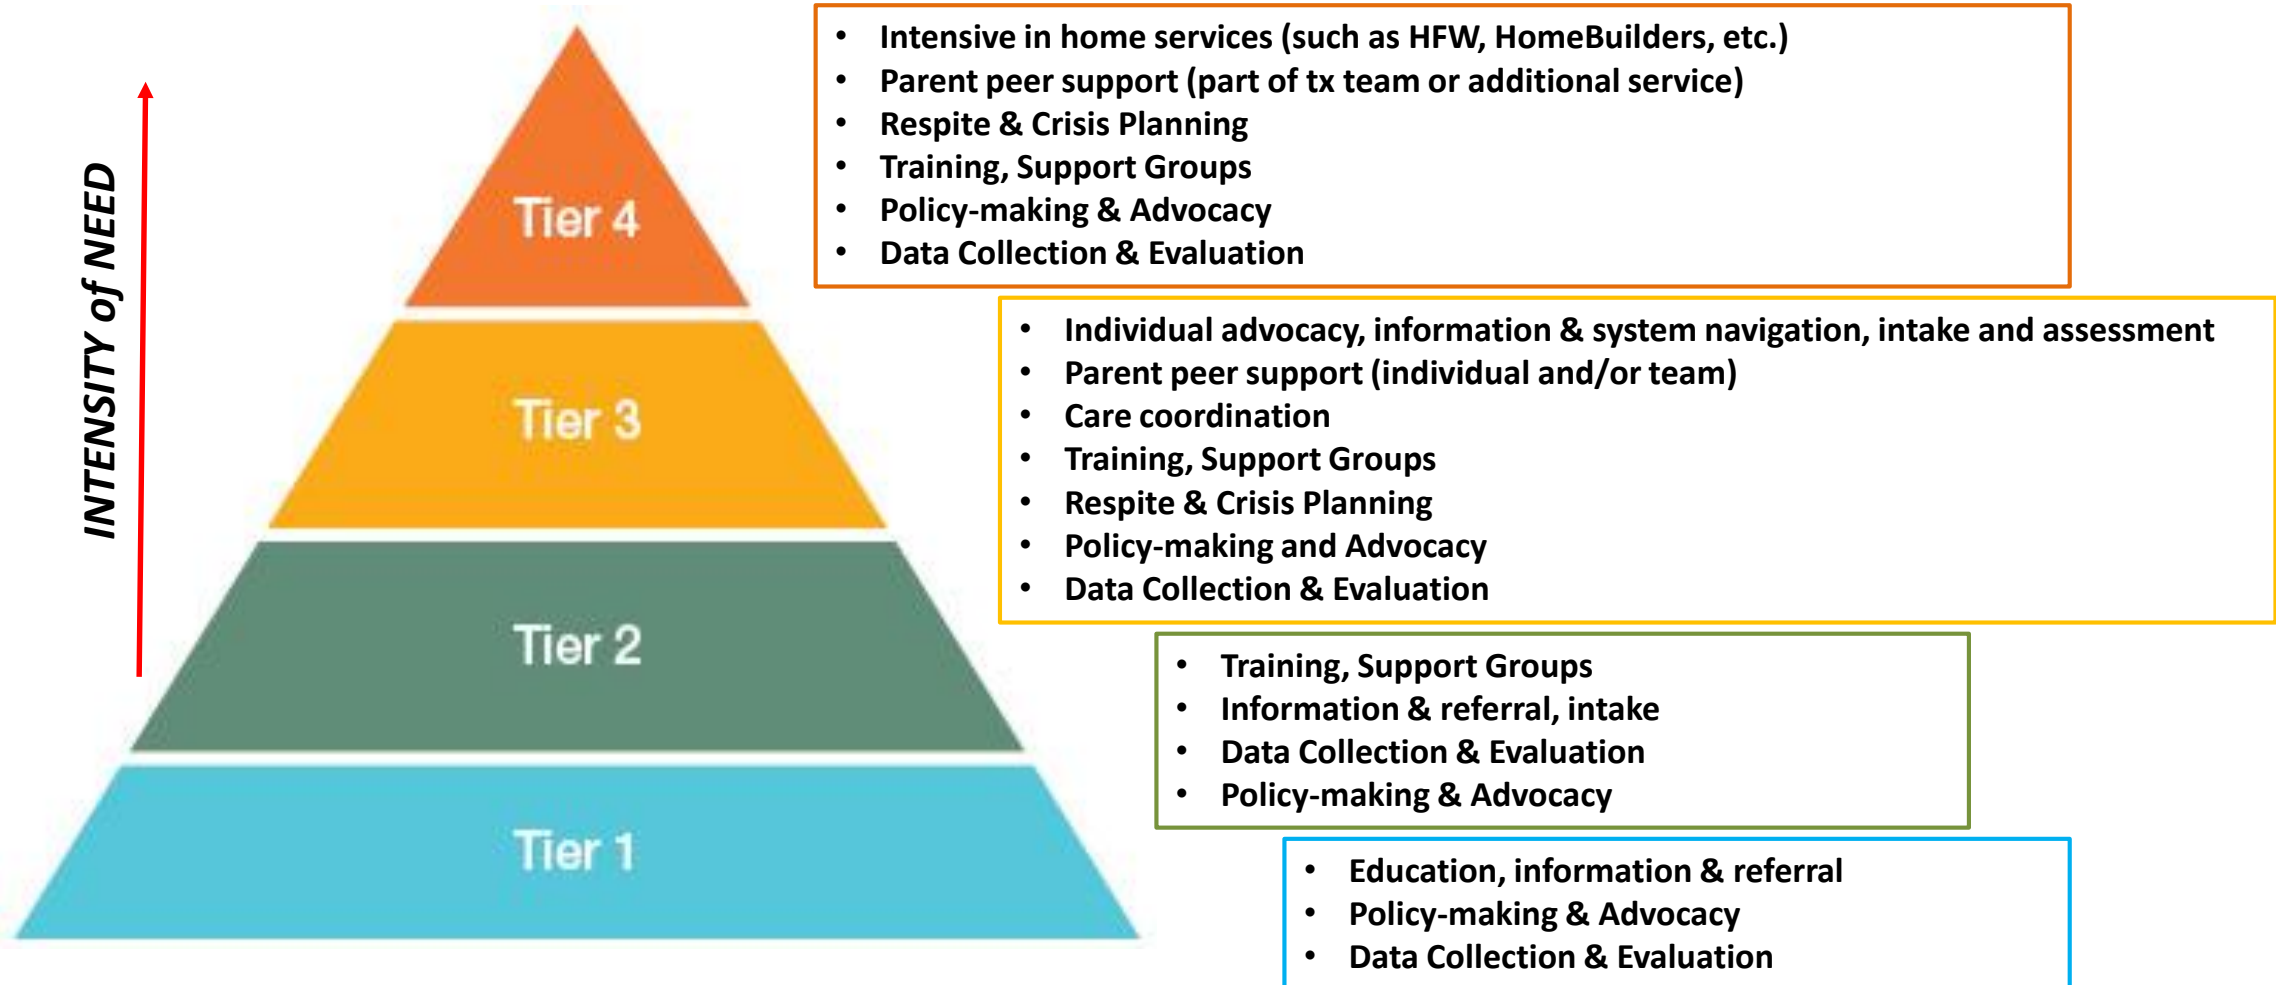 INTENSITY of NEED
Tier 4
• Intensive in home services (such as HFW, HomeBuilders, etc.)
• Parent peer support (part of tx team or additional service)
• Respite & Crisis Planning
• Training, Support Groups
• Policy-making & Advocacy
• Data Collection & Evaluation
Tier 3
• Individual advocacy, information & system navigation, intake and assessment
• Parent peer support (individual and/or team)
• Care coordination
• Training, Support Groups
• Respite & Crisis Planning
• Policy-making and Advocacy
• Data Collection & Evaluation
Tier 2
• Training, Support Groups
• Information & referral, intake
• Data Collection & Evaluation
• Policy-making & Advocacy
Tier 1
• Education, information & referral
• Policy-making & Advocacy
• Data Collection & Evaluation